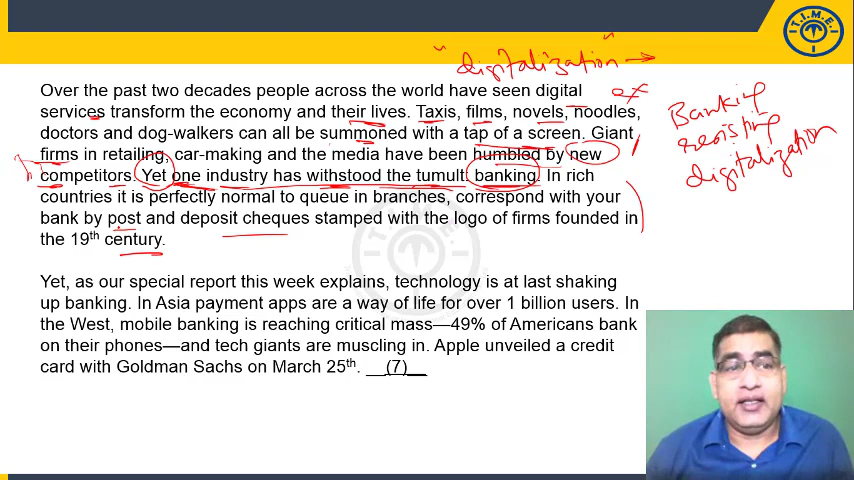 T.I.M.E.
"digitalization" →
Over the past two decades people across the world have seen digital
services transform the economy and their lives. Taxis, films, novels, noodles,
doctors and dog-walkers can all be summoned with a tap of a screen. Giant
firms in retailing, car-making and the media have been humbled by new
competitors. Yet one industry has withstood the tumult: banking. In rich
countries it is perfectly normal to queue in branches, correspond with your
bank by post and deposit cheques stamped with the logo of firms founded in
the 19th century.
Banking
resisting
digitalization
Yet, as our special report this week explains, technology is at last shaking
up banking. In Asia payment apps are a way of life for over 1 billion users. In
the West, mobile banking is reaching critical mass—49% of Americans bank
on their phones—and tech giants are muscling in. Apple unveiled a credit
card with Goldman Sachs on March 25th. __(7)__